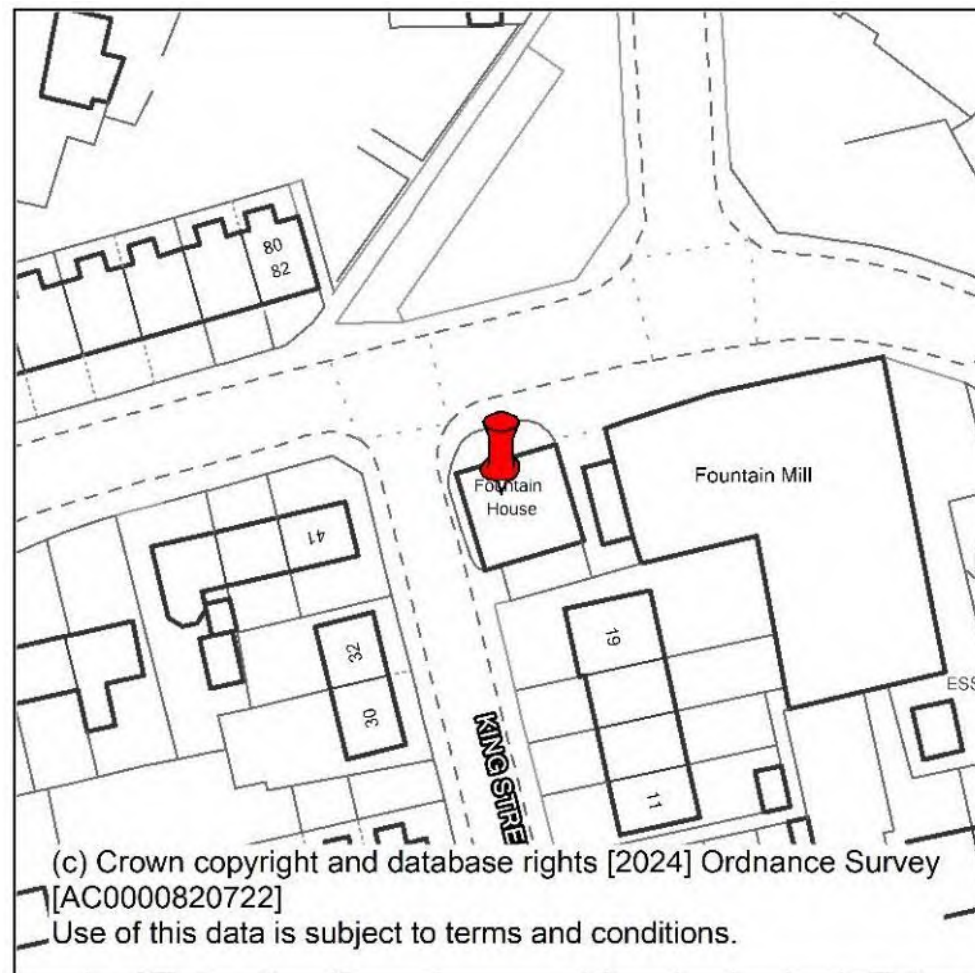 80
82
Fountain
House
Fountain Mill
41
32
30
19
11
ESS
KING STRE
(c) Crown copyright and database rights [2024] Ordnance Survey
[AC0000820722]
Use of this data is subject to terms and conditions.